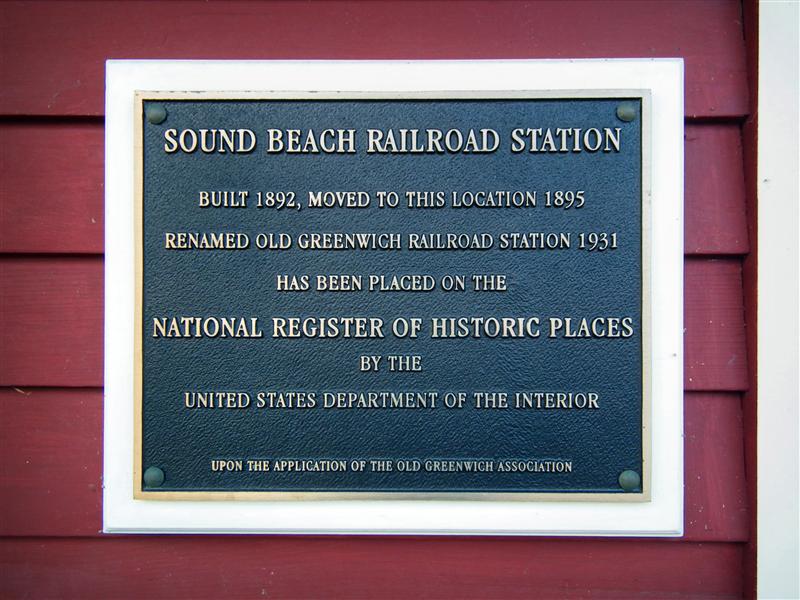 SOUND BEACH RAILROAD STATION
BUILT 1892, MOVED TO THIS LOCATION 1895
RENAMED OLD GREENWICH RAILROAD STATION 1931
HAS BEEN PLACED ON THE
NATIONAL REGISTER OF HISTORIC PLACES
BY THE
UNITED STATES DEPARTMENT OF THE INTERIOR
UPON THE APPLICATION OF THE OLD GREENWICH ASSOCIATION